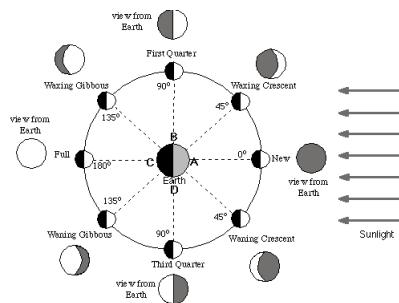 view from
Earth
First Quarter
90°
Waxing Gibbous
135°
Waxing Crescent
45°
view from
Earth
Full
180°
B
C
A
Earth
D
0°
New
view from
Earth
Sunlight
135°
Waning Gibbous
45°
Waning Crescent
90°
Third Quarter
view from
Earth